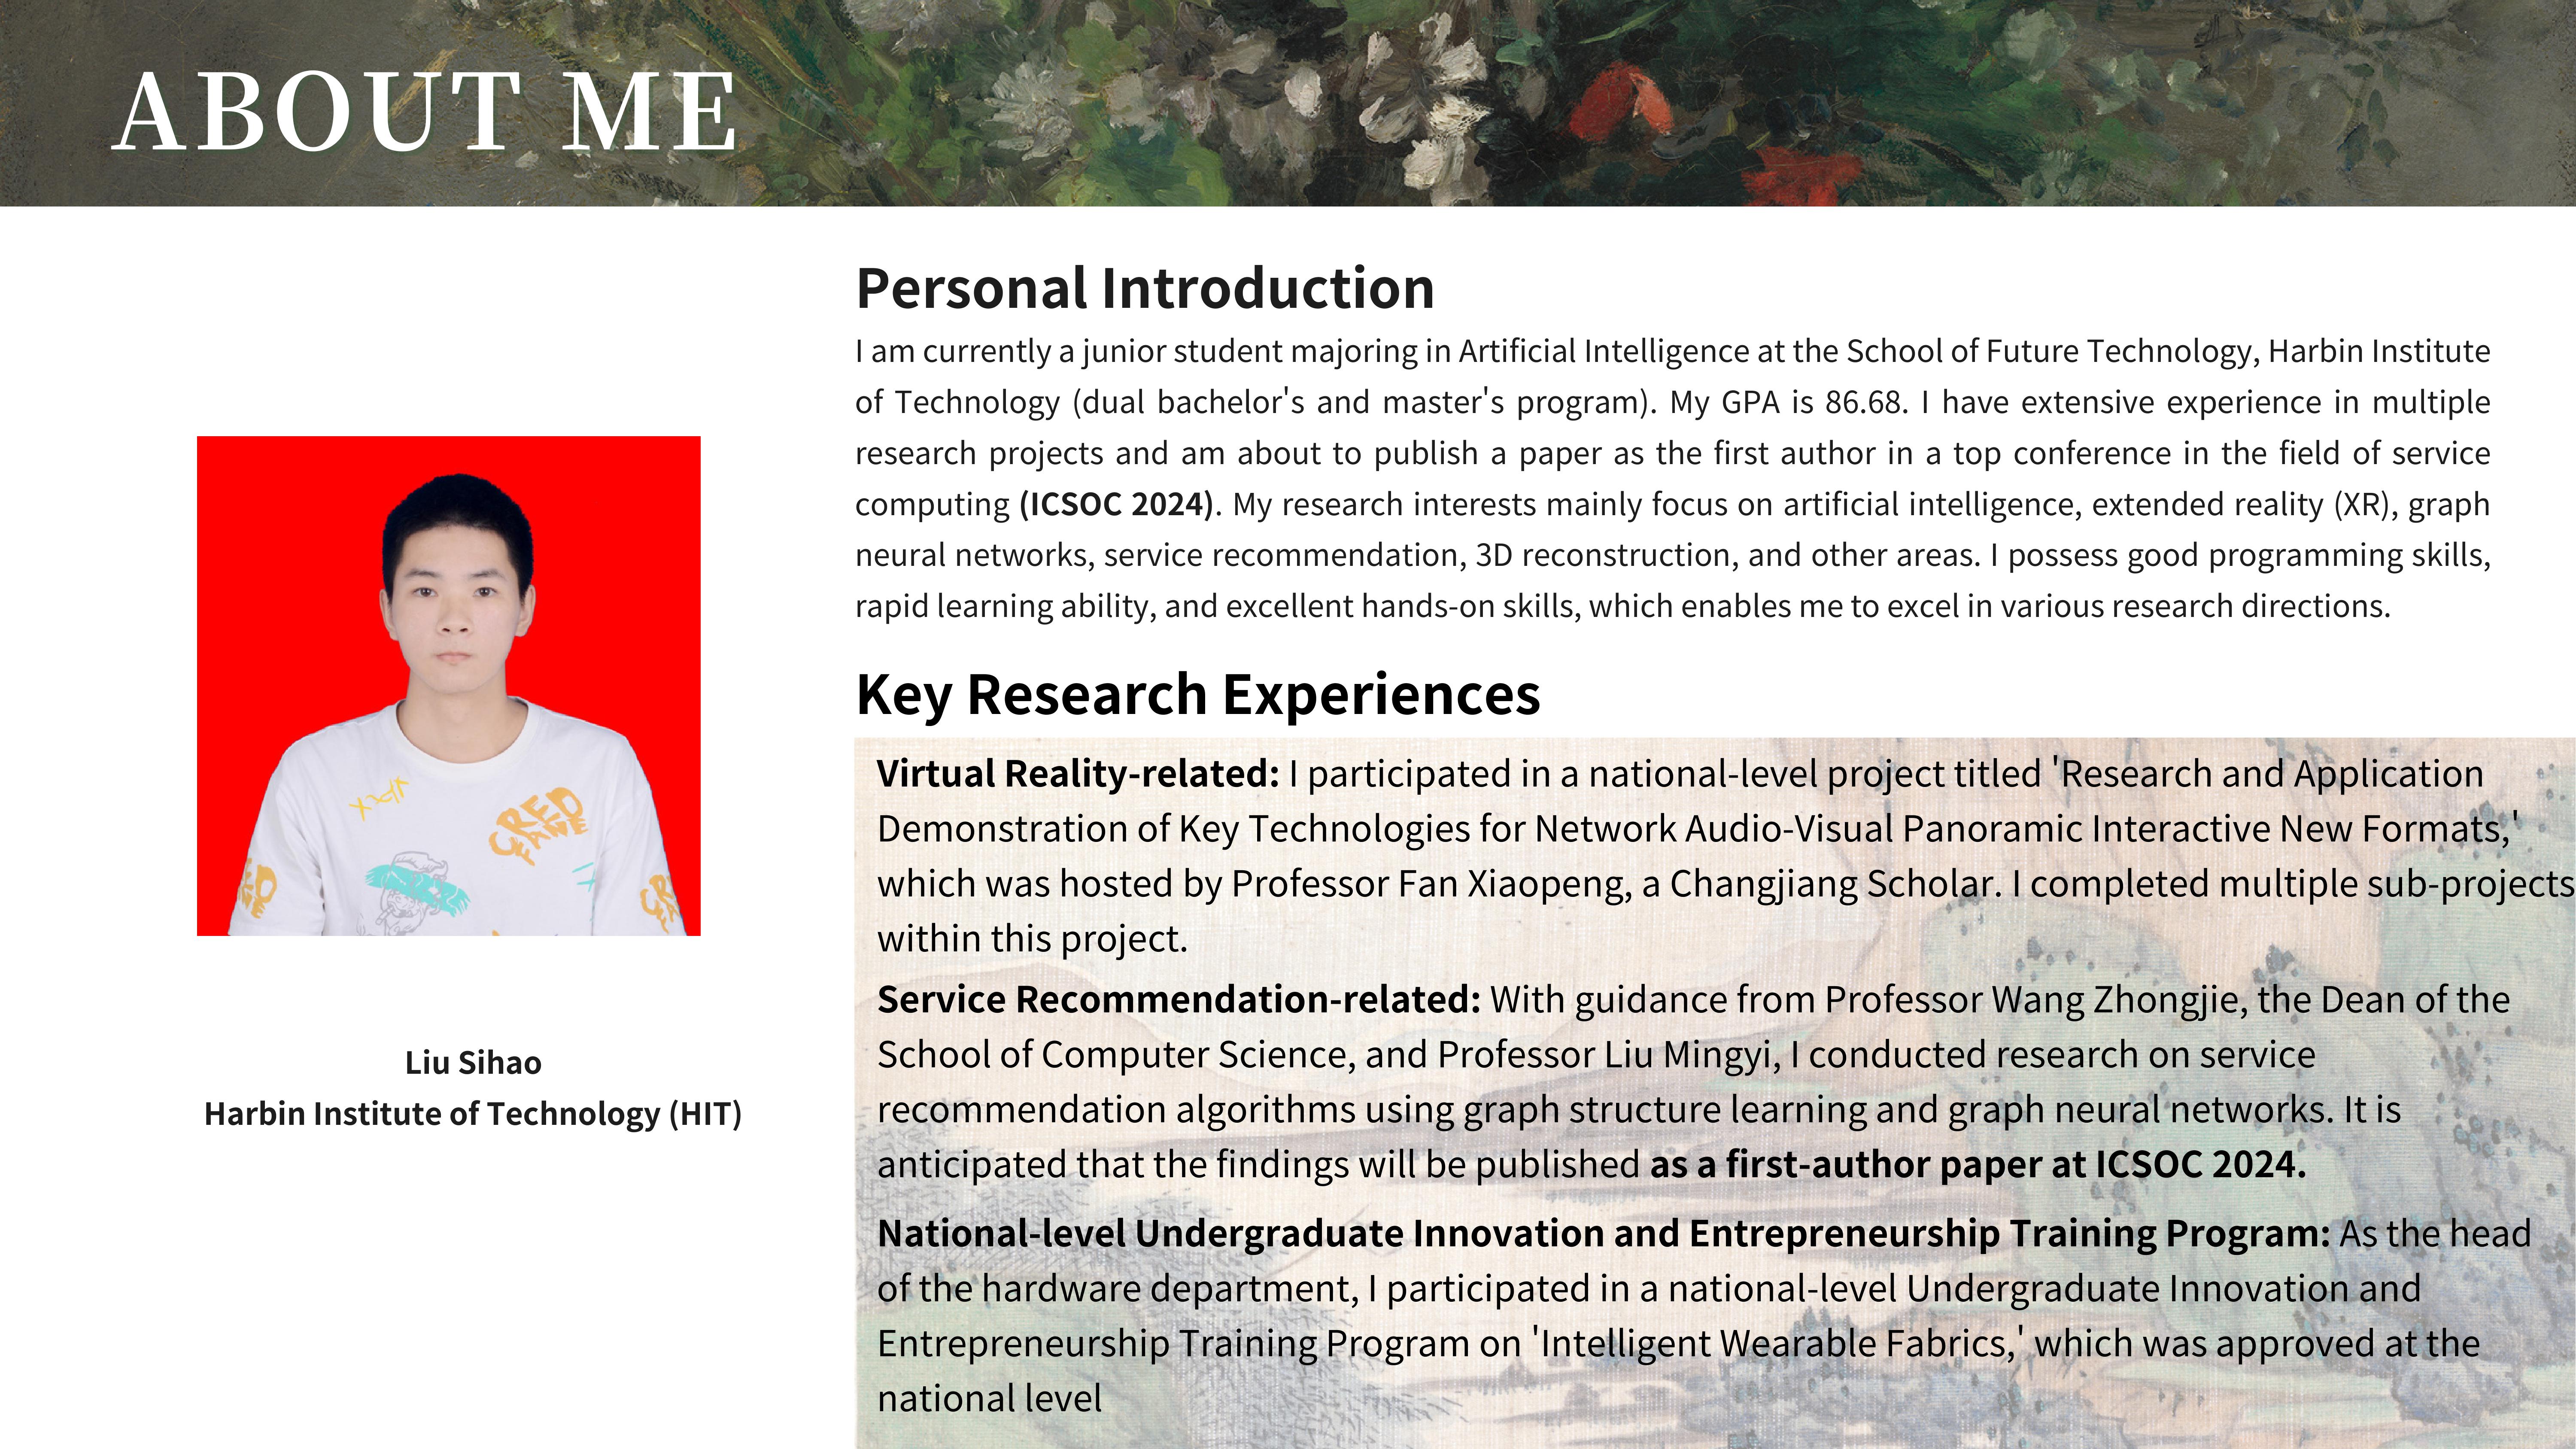 ABOUT ME
Personal Introduction
I am currently a junior student majoring in Artificial Intelligence at the School of Future Technology, Harbin Institute
of Technology (dual bachelor's and master's program). My GPA is 86.68. I have extensive experience in multiple
research projects and am about to publish a paper as the first author in a top conference in the field of service
computing (ICSOC 2024). My research interests mainly focus on artificial intelligence, extended reality (XR), graph
neural networks, service recommendation, 3D reconstruction, and other areas. I possess good programming skills,
rapid learning ability, and excellent hands-on skills, which enables me to excel in various research directions.
Key Research Experiences
Virtual Reality-related: I participated in a national-level project titled 'Research and Application
Demonstration of Key Technologies for Network Audio-Visual Panoramic Interactive New Formats,'
which was hosted by Professor Fan Xiaopeng, a Changjiang Scholar. I completed multiple sub-projects
within this project.
Service Recommendation-related: With guidance from Professor Wang Zhongjie, the Dean of the
School of Computer Science, and Professor Liu Mingyi, I conducted research on service
recommendation algorithms using graph structure learning and graph neural networks. It is
anticipated that the findings will be published as a first-author paper at ICSOC 2024.
National-level Undergraduate Innovation and Entrepreneurship Training Program: As the head
of the hardware department, I participated in a national-level Undergraduate Innovation and
Entrepreneurship Training Program on 'Intelligent Wearable Fabrics,' which was approved at the
national level
CRED
FANE
Liu Sihao
Harbin Institute of Technology (HIT)